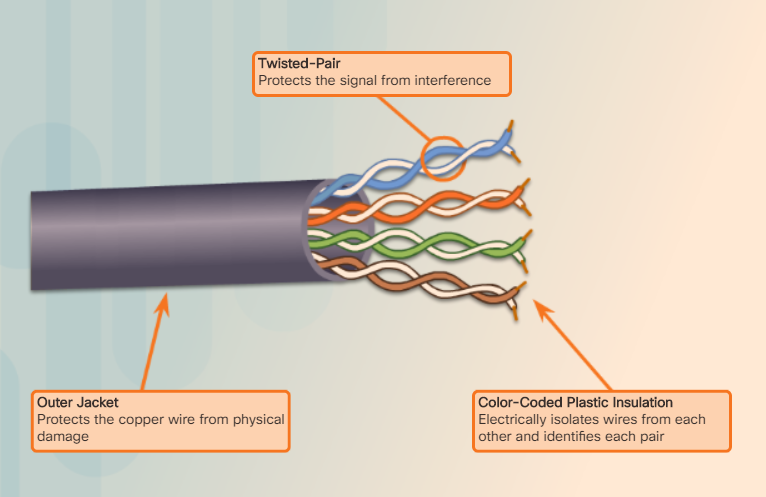 Twisted-Pair
Protects the signal from interference
Outer Jacket
Protects the copper wire from physical
damage
Color-Coded Plastic Insulation
Electrically isolates wires from each
other and identifies each pair